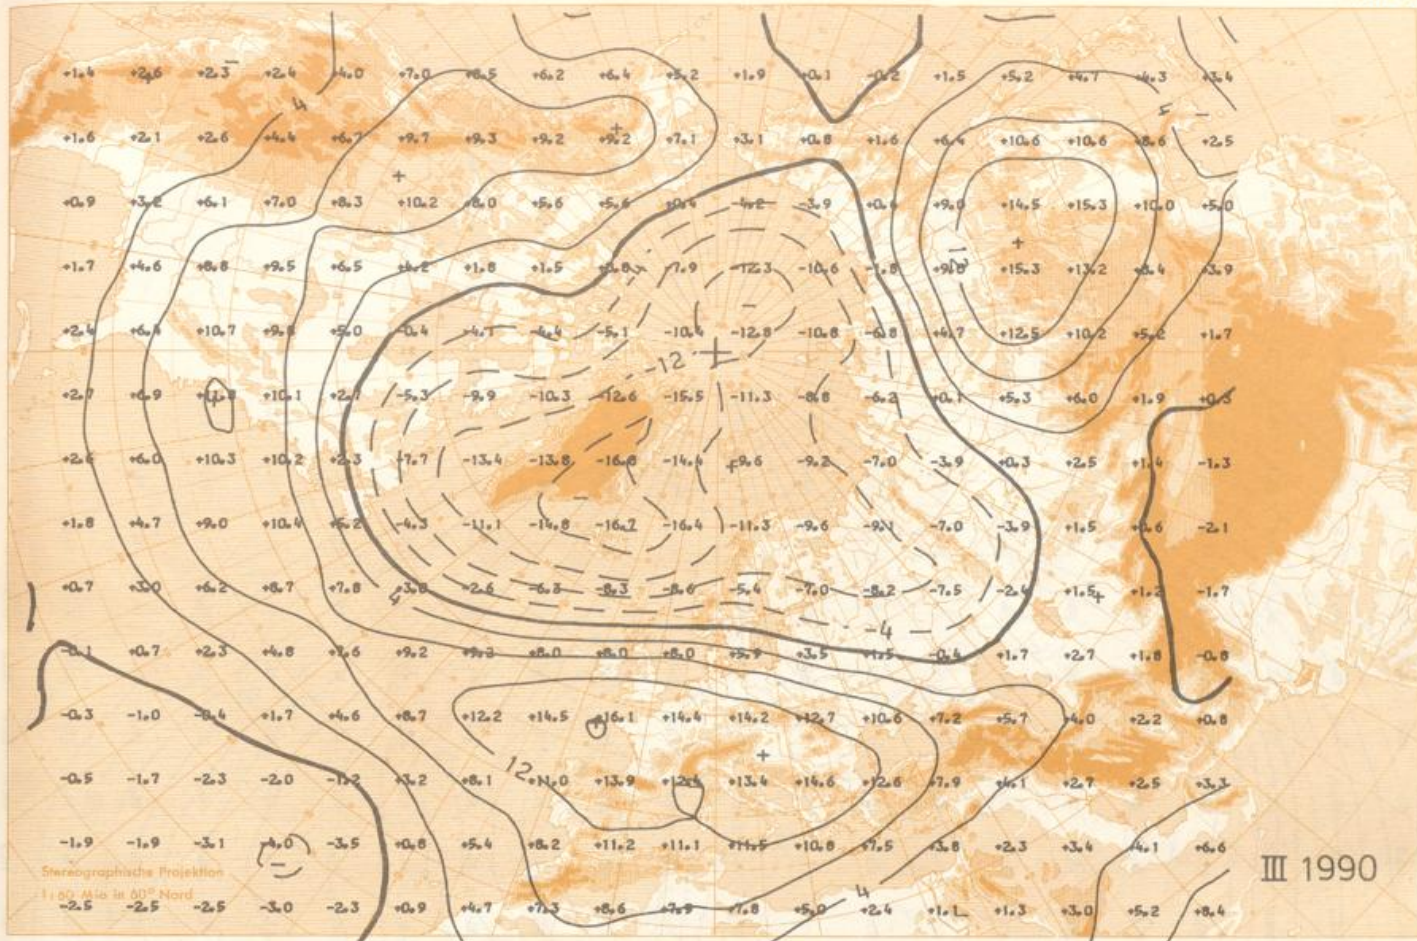 +1.4 +2.6 +2.3 +2.4 +4.0 +7.0 +8.5 +6.2 +6.4 +5.2 +1.9 +0.1 -0.2 +1.5 +5.2 +4.7 +4.3 +3.4
4 4
+1.6 +2.1 +2.6 +4.4 +6.7 +9.7 +9.3 +9.2 +9.2 +7.1 +3.1 +0.8 +1.6 +6.4 +10.6 +10.6 +8.6 +2.5
+0.9 +3.2 +6.1 +7.0 +8.3 +10.2 +8.0 +5.6 +5.6 +0.4 -4.2 -3.9 +0.6 +9.0 +14.5 +15.3 +10.0 +5.0
12
+1.7 +4.6 +8.8 +9.5 +6.5 +4.2 +1.8 +1.5 -7.9 -12.3 -10.6 -1.8 +9.8 +15.3 +13.2 +8.4 +3.9
+2.4 +6.4 +10.7 +9.8 +5.0 -0.4 -4.1 -4.4 -5.1 -10.4 -12.8 -10.8 -6.8 +4.7 +12.5 +10.2 +5.2 +1.7
-12
+2.7 +6.9 +10.1 +2.7 -5.3 -9.9 -10.3 -12.6 -15.5 -11.3 -8.8 -6.2 +0.1 +5.3 +6.0 +1.9 +0.3
+2.6 +6.0 +10.3 +10.2 +2.3 -7.7 -13.4 -13.8 -16.8 -14.4 -9.6 -9.2 -7.0 -3.9 +0.3 +2.5 +1.4 -1.3
+1.8 +4.7 +9.0 +10.4 +5.2 -4.3 -11.1 -14.8 -16.7 -16.4 -11.3 -9.6 -9.1 -7.0 -3.9 +1.5 +0.6 -2.1
+0.7 +3.0 +6.2 +8.7 +7.8 +3.8 -2.6 -6.3 -8.3 -8.6 -5.4 -7.0 -8.2 -7.5 -2.4 +1.5 +1.2 -1.7
4 -4
-0.1 +0.7 +2.3 +4.8 +7.6 +9.2 +9.2 +8.0 +8.0 +8.0 +5.9 +3.5 +1.5 -0.4 +1.7 +2.7 +1.8 -0.8
-0.3 -1.0 -0.4 +1.7 +4.6 +8.7 +12.2 +14.5 +16.1 +14.4 +14.2 +12.7 +10.6 +7.2 +5.7 +4.0 +2.2 +0.8
12
-0.5 -1.7 -2.3 -2.0 -1.2 +3.2 +8.1 +11.0 +13.9 +12.4 +13.4 +14.6 +12.6 +7.9 +4.1 +2.7 +2.5 +3.3
-1.9 -1.9 -3.1 -4.0 -3.5 +0.8 +5.4 +8.2 +11.2 +11.1 +11.5 +10.8 +7.5 +3.8 +2.3 +3.4 +4.1 +6.6
III 1990
Stereographische Projektion
1:60 Mio in 60° Nord
4
-2.5 -2.5 -2.5 -3.0 -2.3 +0.9 +4.7 +7.3 +8.6 +7.9 +7.8 +5.0 +2.4 +1.1 +1.3 +3.0 +5.2 +8.4